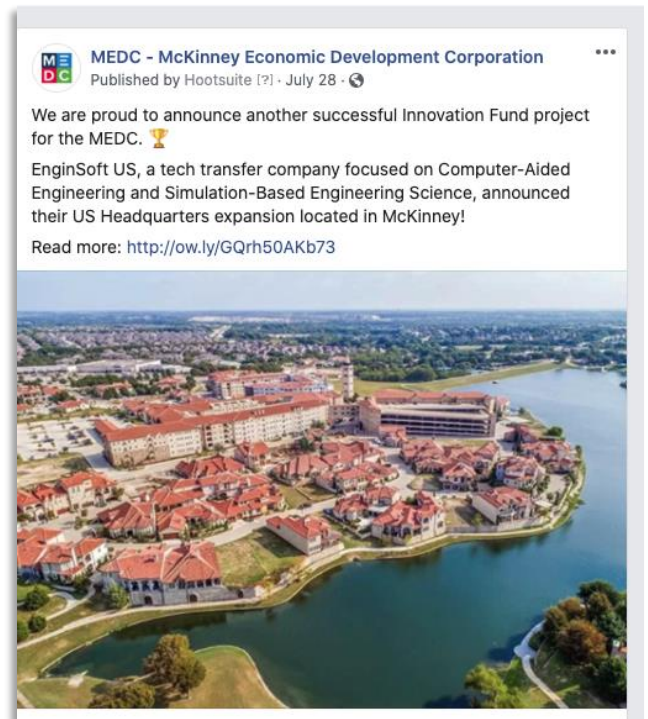 ME
DC
MEDC - McKinney Economic Development Corporation
Published by Hootsuite [?] · July 28 ·
We are proud to announce another successful Innovation Fund project
for the MEDC. 🏆
EnginSoft US, a tech transfer company focused on Computer-Aided
Engineering and Simulation-Based Engineering Science, announced
their US Headquarters expansion located in McKinney!
Read more: http://ow.ly/GQrh50AKb73